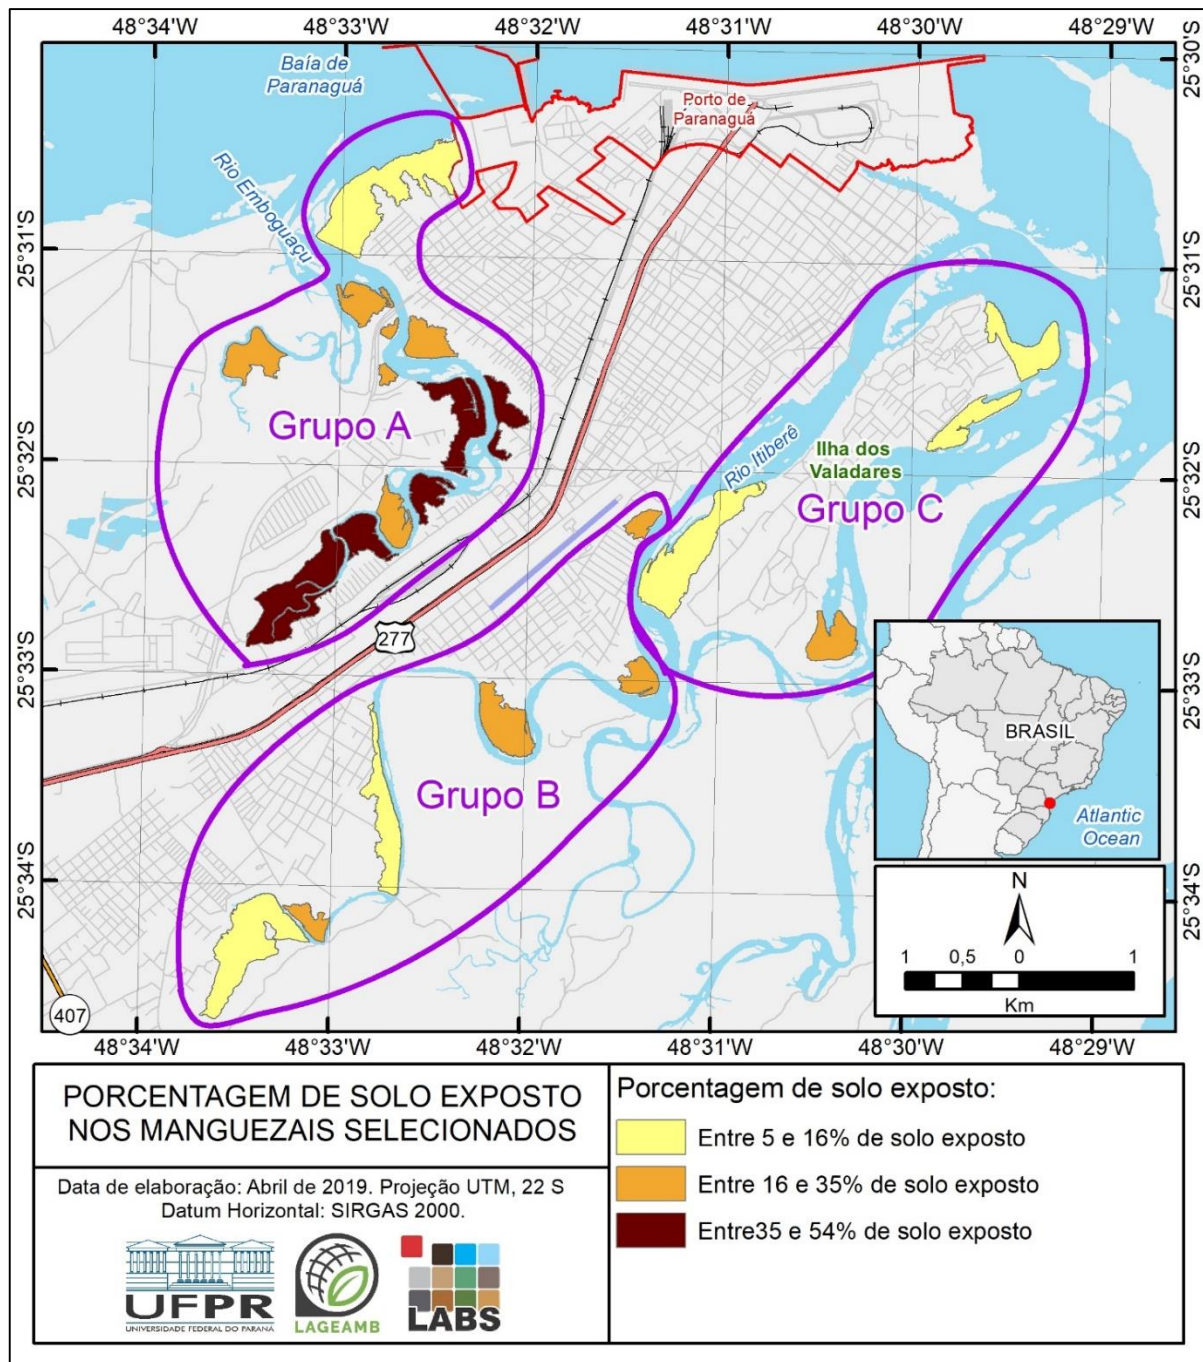 48°34'W 48°33'W 48°32'W 48°31'W 48°30'W 48°29'W
25°30'S
Baía de
Paranaguá
Porto de
Paranaguá
Rio Emboguaçu
25°31'S
25°31'S
Grupo A
Rio Itiberê
Ilha dos
Valadares
Grupo C
25°32'S
25°32'S
277
25°33'S
25°33'S
BRASIL
Grupo B
Atlantic
Ocean
25°34'S
25°34'S
N
1 0,5 0 1
Km
407
48°34'W 48°33'W 48°32'W 48°31'W 48°30'W 48°29'W
PORCENTAGEM DE SOLO EXPOSTO
NOS MANGUEZAIS SELECIONADOS
Data de elaboração: Abril de 2019. Projeção UTM, 22 S
Datum Horizontal: SIRGAS 2000.
UFPR
UNIVERSIDADE FEDERAL DO PARANÁ
LAGEAMB
LABS
Porcentagem de solo exposto:
Entre 5 e 16% de solo exposto
Entre 16 e 35% de solo exposto
Entre35 e 54% de solo exposto